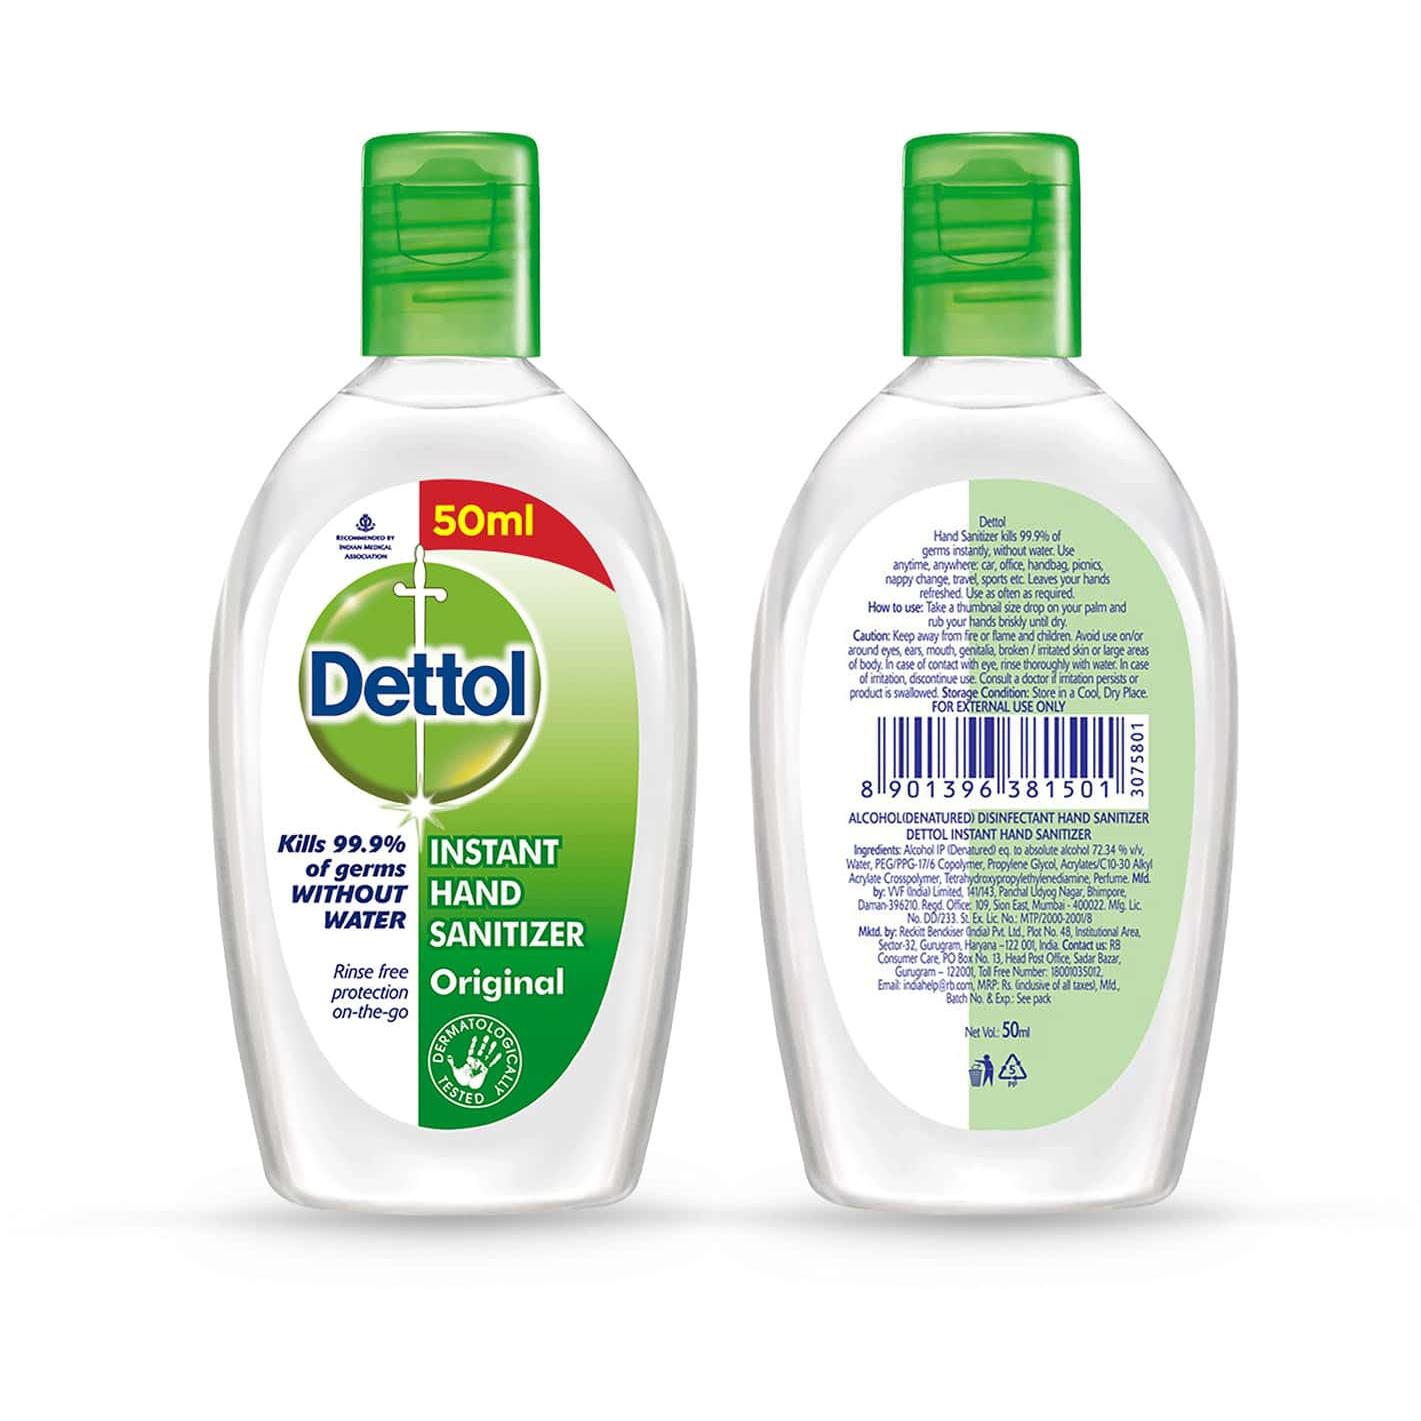 50ml
RECOMMENDED BY
INDIAN MEDICAL
ASSOCIATION
Dettol
Kills 99.9%
of germs
WITHOUT
WATER
Rinse free
protection
on-the-go
INSTANT
HAND
SANITIZER
Original
DERMATOLOGICALLY
TESTED
Dettol
Hand Sanitizer kills 99.9% of
germs instantly, without water. Use
anytime, anywhere: car, office, handbag, picnics,
nappy change, travel, sports etc. Leaves your hands
refreshed. Use as often as required.
How to use: Take a thumbnail size drop on your palm and
rub your hands briskly until dry.
Caution: Keep away from fire or flame and children. Avoid use on/or
around eyes, ears, mouth, genitalia, broken / irritated skin or large areas
of body. In case of contact with eye, rinse thoroughly with water. In case
of irritation, discontinue use. Consult a doctor if irritation persists or
product is swallowed. Storage Condition: Store in a Cool, Dry Place.
FOR EXTERNAL USE ONLY
8 901396 381501
3075801
ALCOHOL(DENATURED) DISINFECTANT HAND SANITIZER
DETTOL INSTANT HAND SANITIZER
Ingredients: Alcohol IP (Denatured) eq. to absolute alcohol 72.34 % v/v,
Water, PEG/PPG-17/6 Copolymer, Propylene Glycol, Acrylates/C10-30 Alkyl
Acrylate Crosspolymer, Tetrahydroxypropylethylenediamine, Perfume. Mfd.
by: VVF (India) Limited, 141/143, Panchal Udyog Nagar, Bhimpore,
Daman-396210. Regd. Office: 109, Sion East, Mumbai - 400022. Mfg. Lic.
No. DD/233. St. Ex. Lic. No.: MTP/2000-2001/8
Mktd. by: Reckitt Benckiser (India) Pvt. Ltd., Plot No. 48, Institutional Area,
Sector-32, Gurugram, Haryana -122 001, India. Contact us: RB
Consumer Care, PO Box No. 13, Head Post Office, Sadar Bazar,
Gurugram - 122001, Toll Free Number: 18001035012,
Email: indiahelp@rb.com, MRP: Rs. (inclusive of all taxes), Mfd.,
Batch No. & Exp.: See pack
Net Vol.: 50ml
5
PP